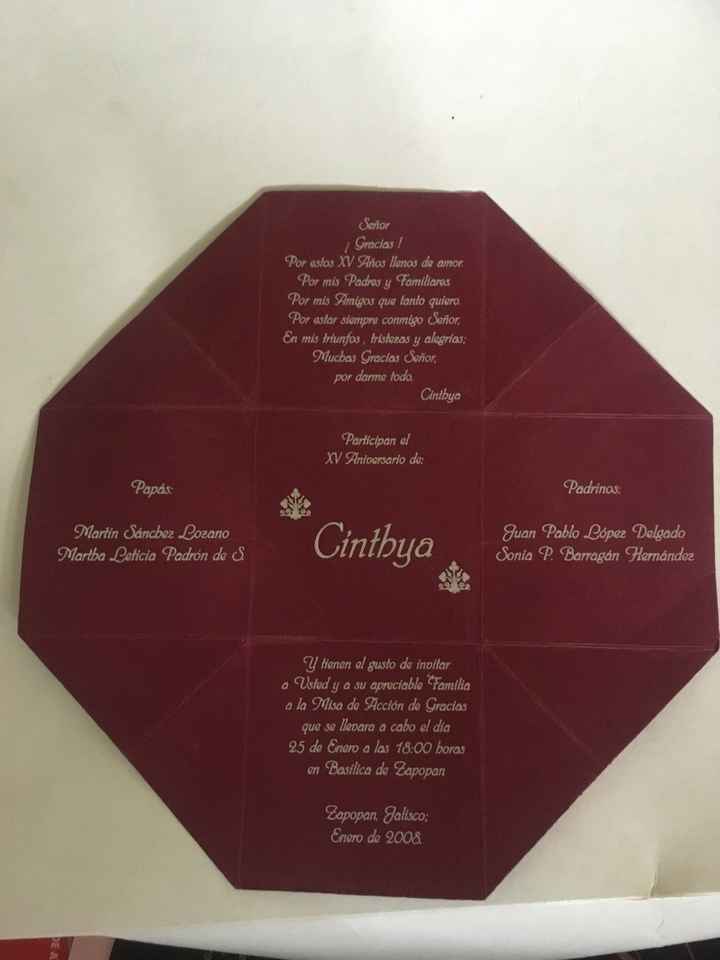 Señor
¡ Gracias !
Por estos XV Años llenos de amor.
Por mis Padres y Familiares
Por mis Amigos que tanto quiero.
Por estar siempre conmigo Señor,
En mis triunfos , tristezas y alegrías;
Muchas Gracias Señor,
por darme todo.
Cinthya
Participan el
XV Aniversario de:
Cinthya
Papás:
Martín Sánchez Lozano
Martha Leticia Padrón de S.
Padrinos:
Juan Pablo López Delgado
Sonia P. Barragán Hernández
Y tienen el gusto de invitar
a Usted y a su apreciable Familia
a la Misa de Acción de Gracias
que se llevara a cabo el día
25 de Enero a las 18:00 horas
en Basílica de Zapopan
Zapopan, Jalisco;
Enero de 2008.